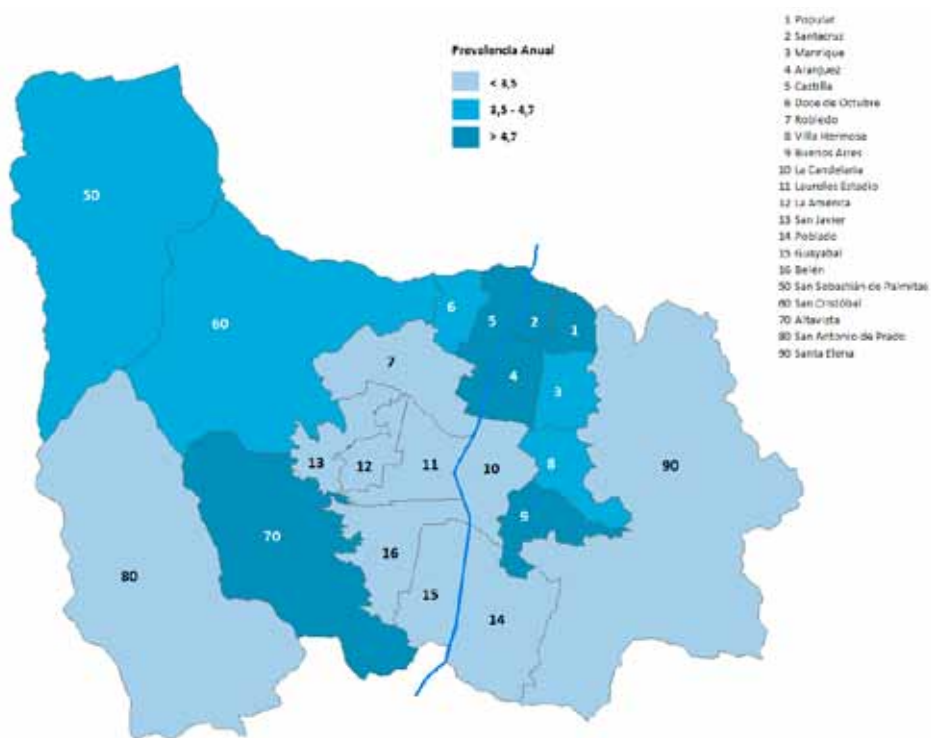 Prevalencia Anual
< 3,5
3,5 - 4,7
> 4,7
1 Popular
2 Santacruz
3 Manrique
4 Aranjuez
5 Castilla
6 Doce de Octubre
7 Robledo
8 Villa Hermosa
9 Buenos Aires
10 La Candelaria
11 Laureles Estadio
12 La América
13 San Javier
14 Poblado
15 Guayabal
16 Belén
50 San Sebastián de Palmitas
60 San Cristóbal
70 Altavista
80 San Antonio de Prado
90 Santa Elena
50
60
6
5
2
1
7
4
3
13
12
11
10
8
90
9
70
16
80
15
14